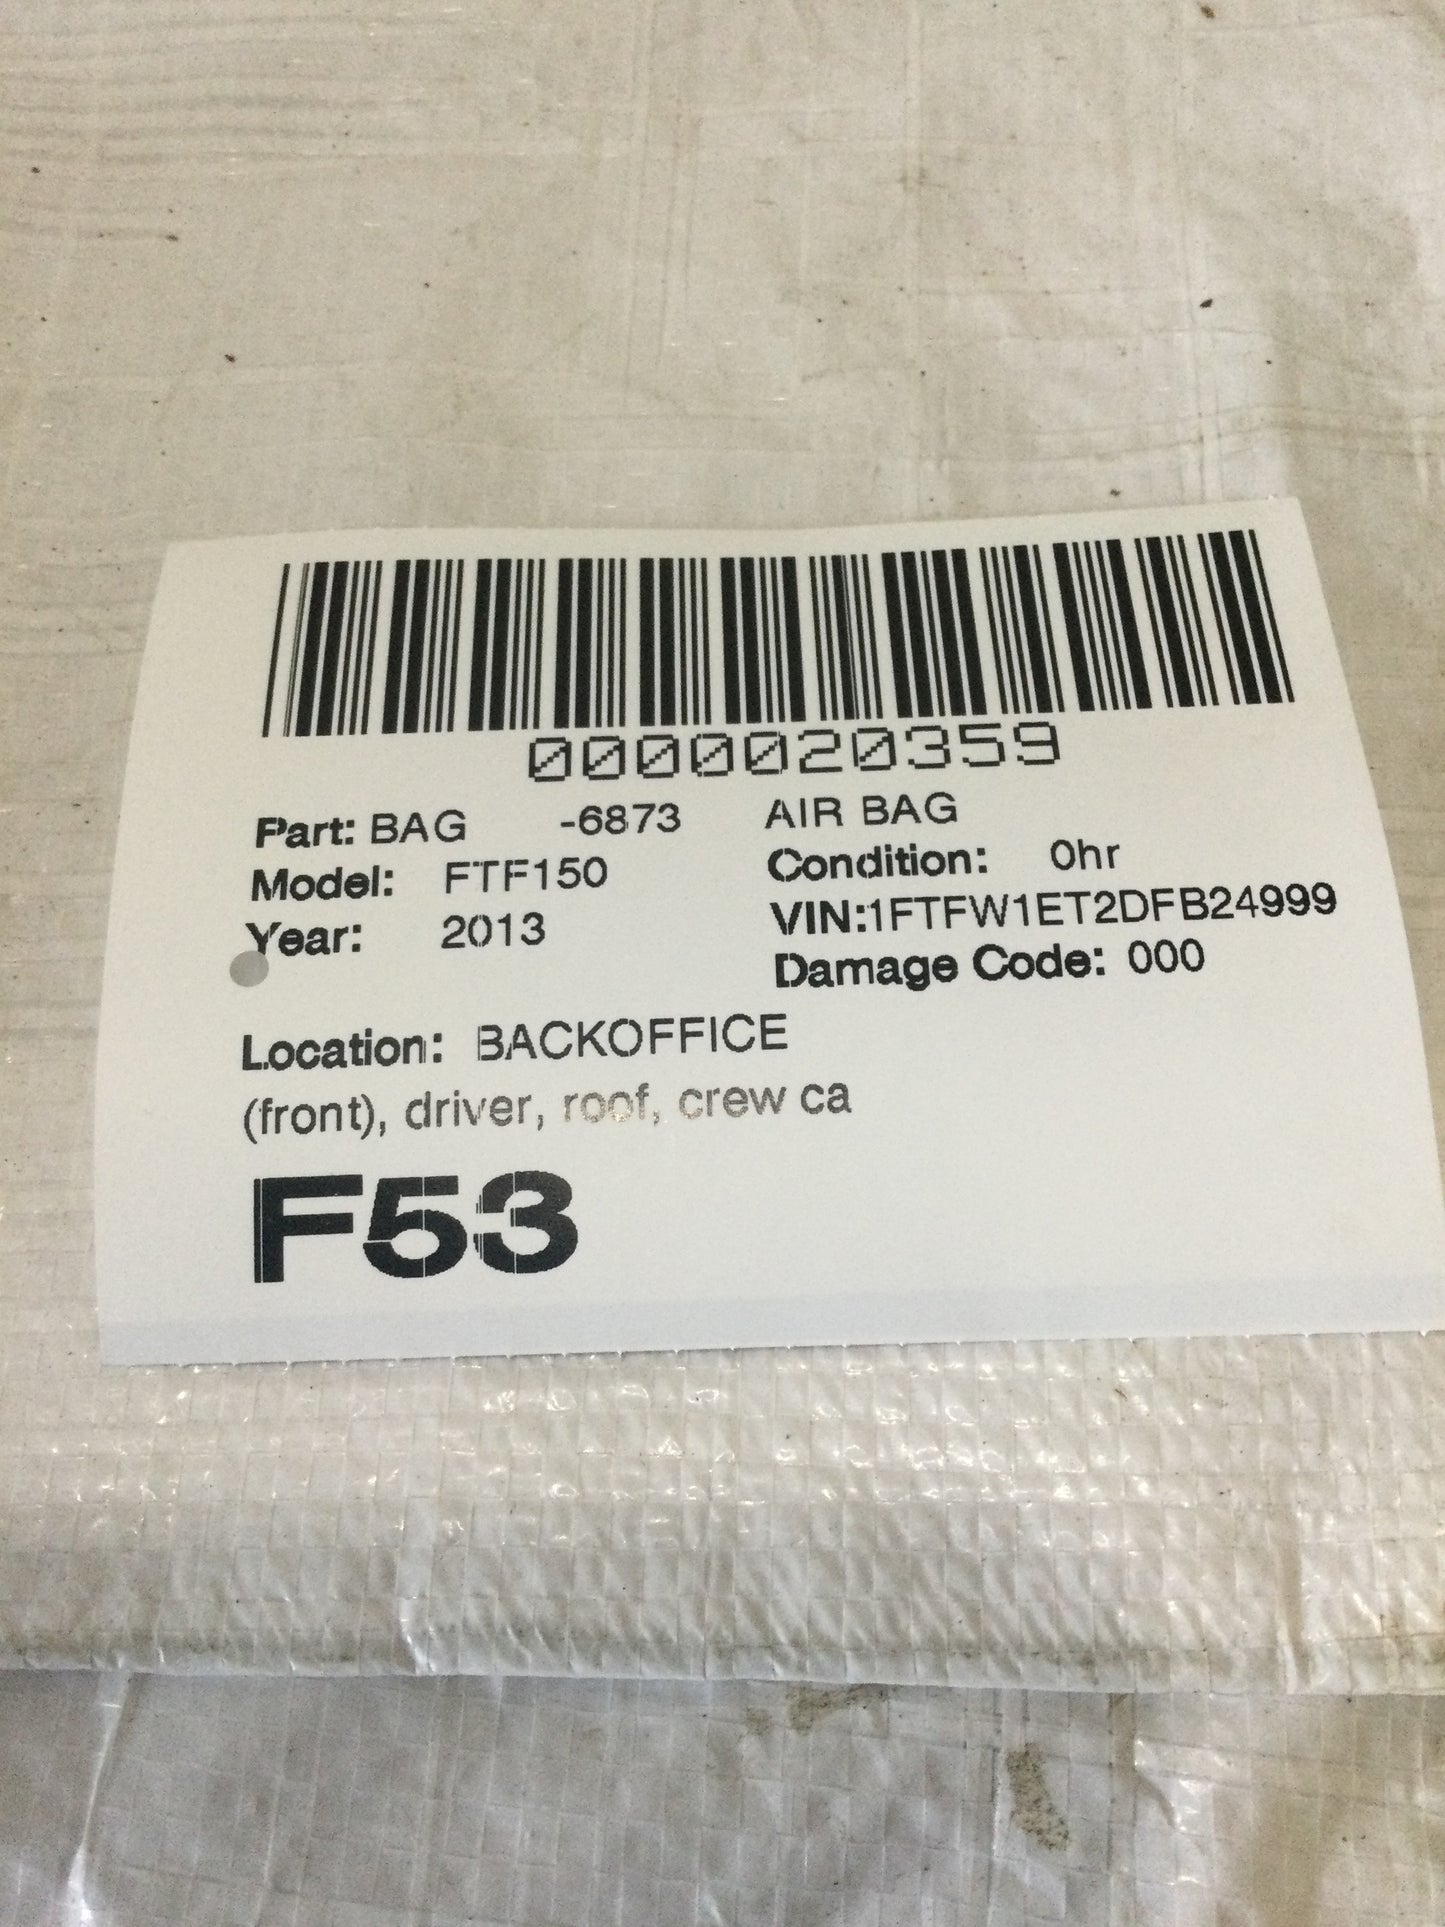 0000020359
Part: BAG -6873 AIR BAG
Model: FTF150 Condition: 0hr
Year: 2013 VIN:1FTFW1ET2DFB24999
Damage Code: 000
Location: BACKOFFICE
(front), driver, roof, crew ca
F53